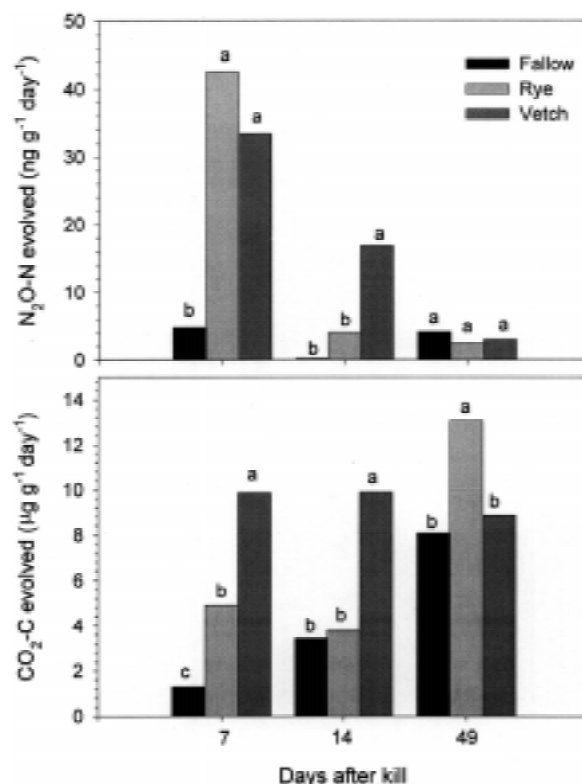 N₂O-N evolved (ng g⁻¹ day⁻¹)
50
40
30
20
10
0
Fallow
Rye
Vetch
a
a
b
a
b
b
a
a
a
CO₂-C evolved (µg g⁻¹ day⁻¹)
14
12
10
8
6
4
2
0
a
b
c
a
b
b
a
b
b
7
14
49
Days after kill